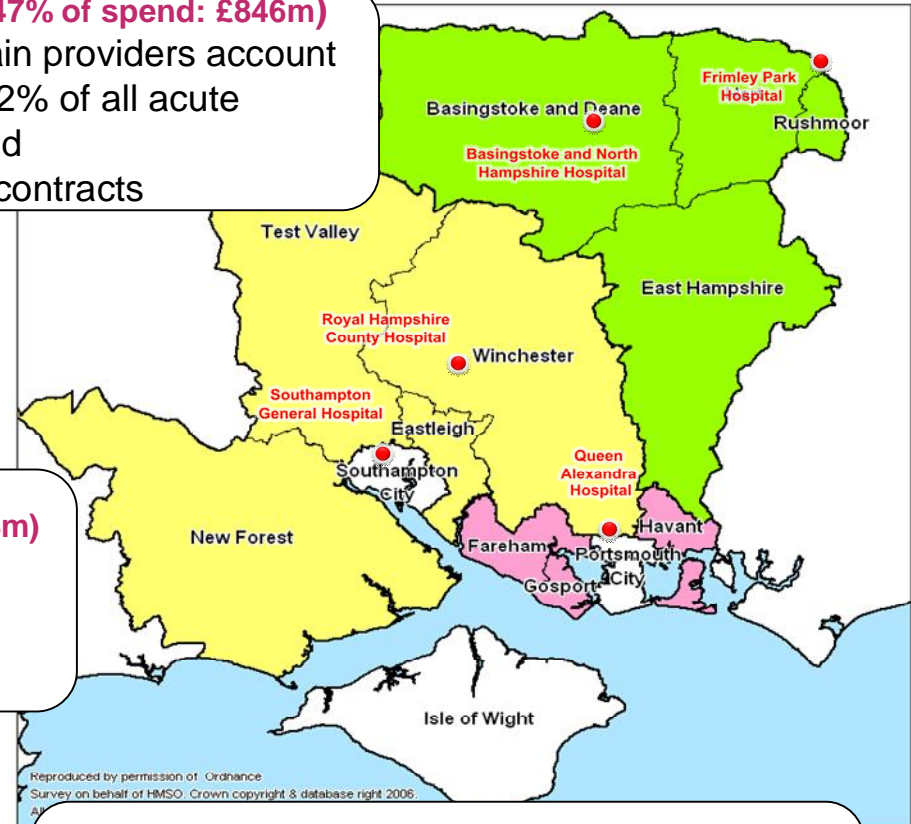 47% of spend: £846m)
ain providers account
2% of all acute
d
contracts
Frimley Park
Hospital
Basingstoke and Deane
Rushmoor
Basingstoke and North
Hampshire Hospital
Test Valley
East Hampshire
Royal Hampshire
County Hospital
Winchester
Southampton
General Hospital
Eastleigh
Queen
Alexandra
Hospital
Southampton
City
m)
New Forest
Havant
Fareham
Portsmouth
City
Gosport
Isle of Wight
Reproduced by permission of Ordnance
Survey on behalf of HMSO. Crown copyright & database right 2006.